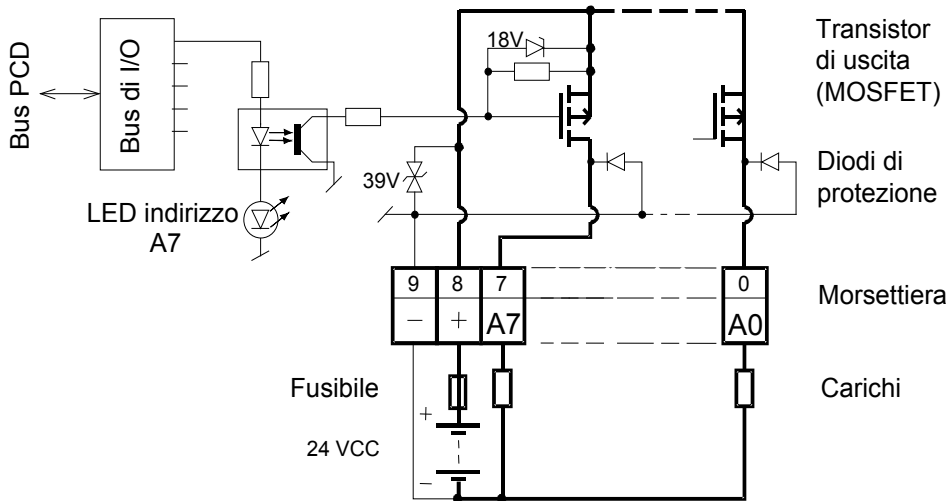 Bus PCD
Bus di I/O
18V
Transistor
di uscita
(MOSFET)
39V
Diodi di
protezione
LED indirizzo
A7
9 8 7 0
− + A7 A0
Morsettiera
Fusibile
Carichi
+
24 VCC
−